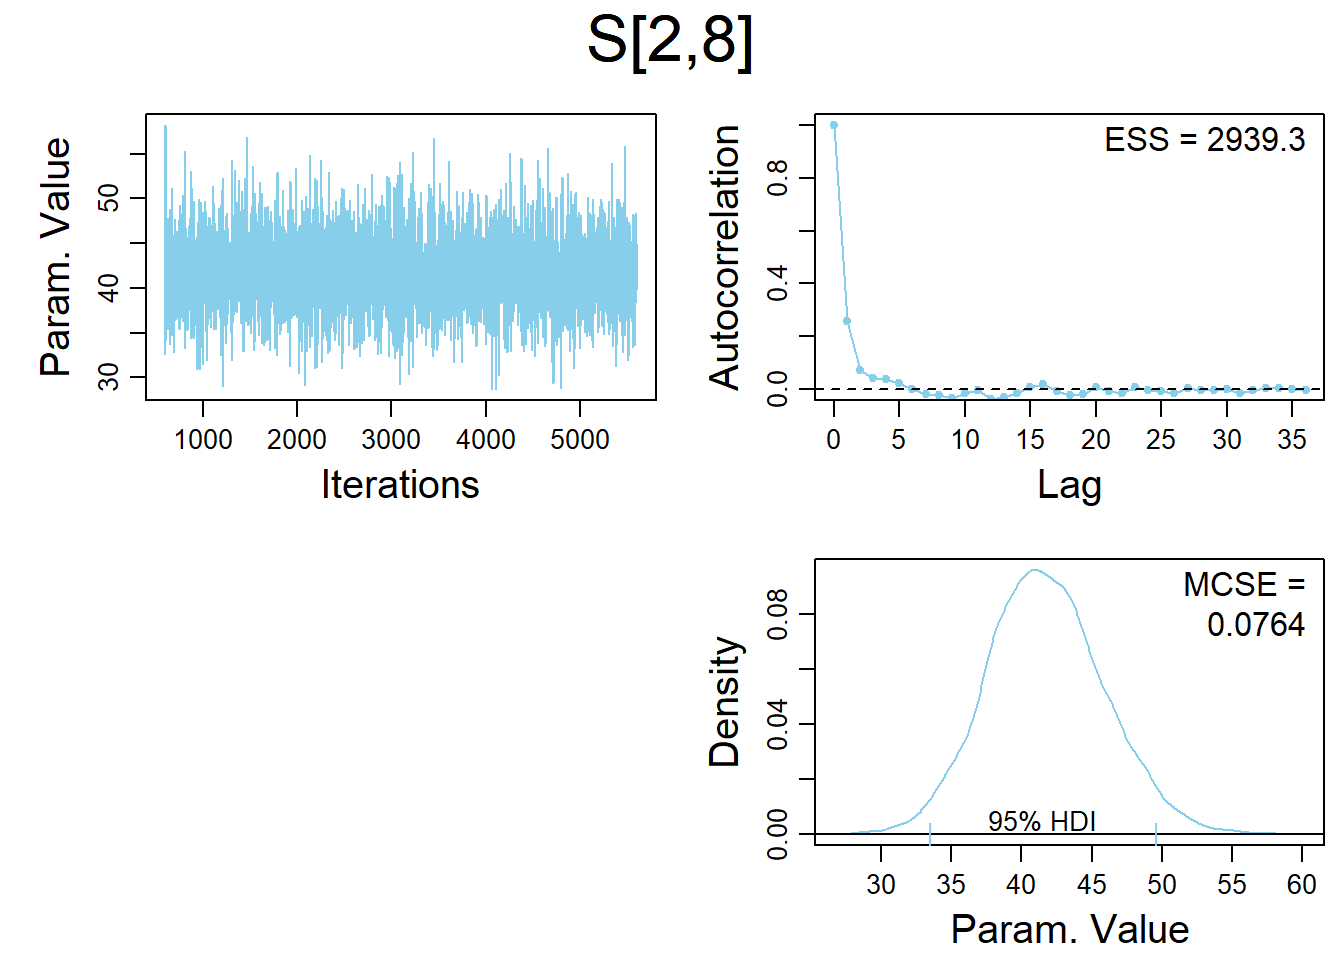 S[2,8]
Param. Value
30 40 50
1000 2000 3000 4000 5000
Iterations
Autocorrelation
0.0 0.4 0.8
ESS = 2939.3
0 5 10 15 20 25 30 35
Lag
Density
0.00 0.04 0.08
MCSE =
0.0764
95% HDI
30 35 40 45 50 55 60
Param. Value